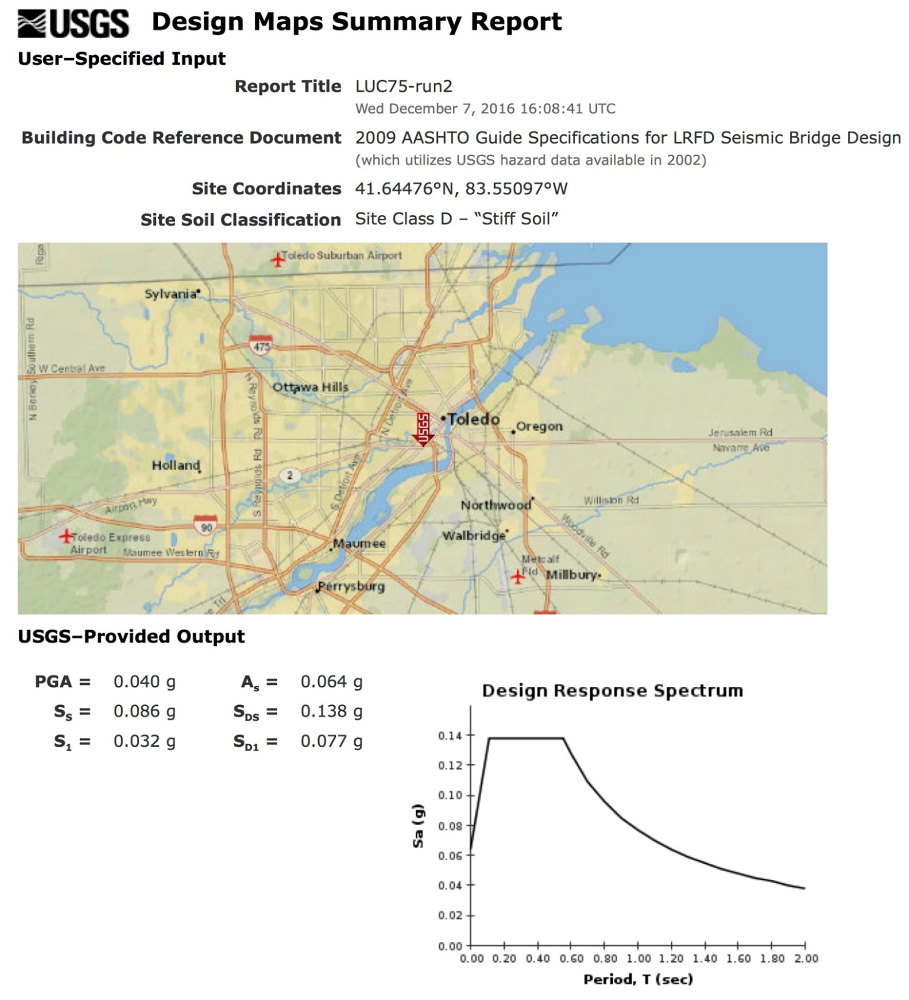 USGS Design Maps Summary Report
User–Specified Input
Report Title LUC75-run2
Wed December 7, 2016 16:08:41 UTC
Building Code Reference Document 2009 AASHTO Guide Specifications for LRFD Seismic Bridge Design
(which utilizes USGS hazard data available in 2002)
Site Coordinates 41.64476°N, 83.55097°W
Site Soil Classification Site Class D – “Stiff Soil”
Riga
Toledo Suburban Airport
Sylvania
N Berkey Southern Rd
475
W Central Ave
N Reynolds Rd
Ottawa Hills
N Detroit Ave
USGS
Toledo
Oregon
Jerusalem Rd
Navarre Ave
Holland
2
S Reynolds Rd
S Detroit Ave
Airport Hwy
Northwood
Williston Rd
90
Woodville Rd
Toledo Express
Airport
Maumee Western Rd
Maumee
Walbridge
Metcalf
Fld
Millbury
Perrysburg
e Trl
USGS–Provided Output
PGA = 0.040 g As = 0.064 g
SS = 0.086 g SDS = 0.138 g
S1 = 0.032 g SD1 = 0.077 g
Design Response Spectrum
0.14
0.12
0.10
0.08
0.06
0.04
0.02
0.00
Sa (g)
0.00 0.20 0.40 0.60 0.80 1.00 1.20 1.40 1.60 1.80 2.00
Period, T (sec)